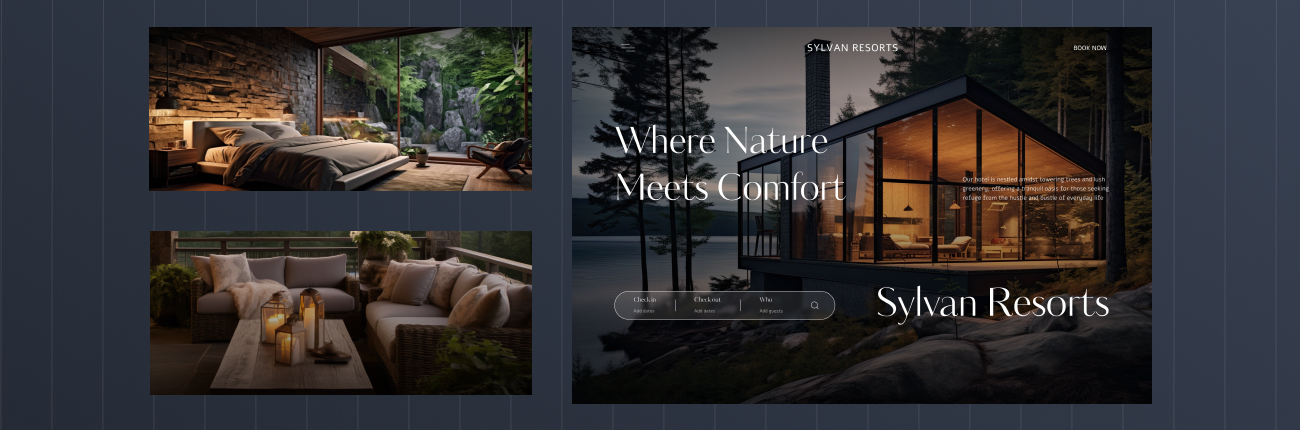 SYLVAN RESORTS
BOOK NOW
Where Nature
Meets Comfort
Our hotel is nestled amidst towering trees and lush
greenery, offering a tranquil oasis for those seeking
refuge from the hustle and bustle of everyday life
Check in
Add dates
Check out
Add dates
Who
Add guests
Sylvan Resorts